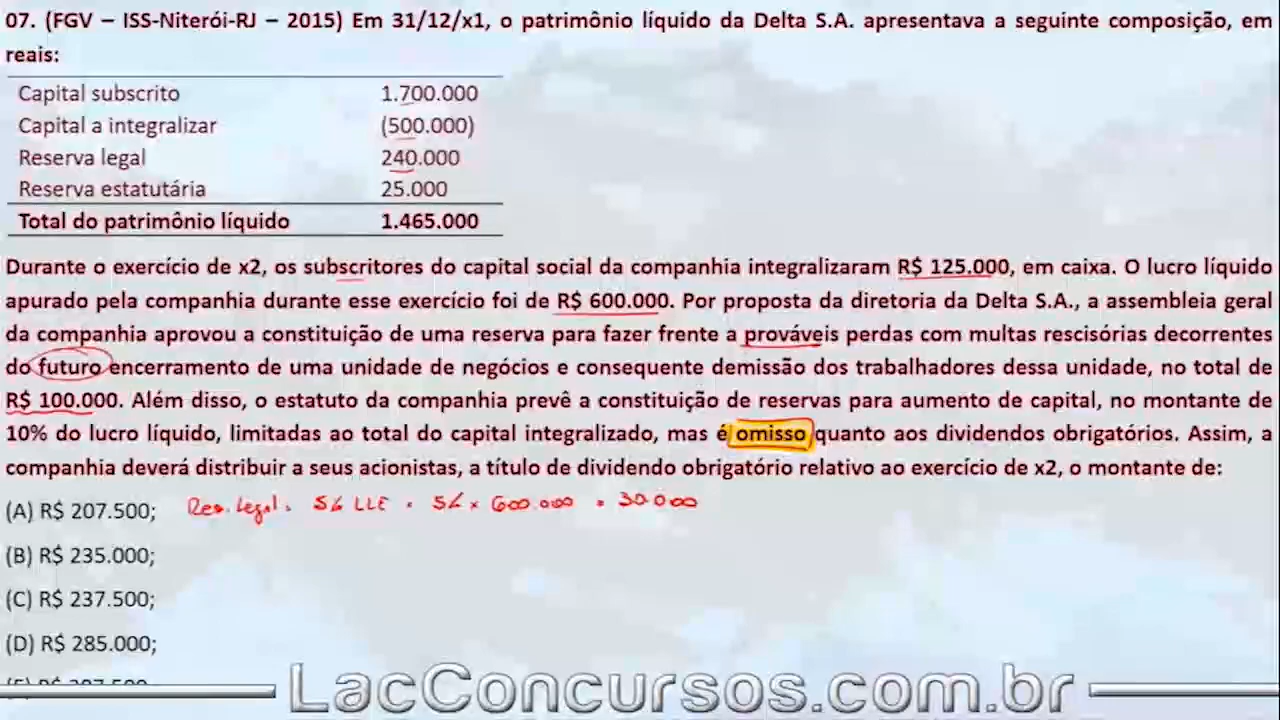 07. (FGV – ISS-Niterói-RJ – 2015) Em 31/12/x1, o patrimônio líquido da Delta S.A. apresentava a seguinte composição, em
reais:
Capital subscrito 1.700.000
Capital a integralizar (500.000)
Reserva legal 240.000
Reserva estatutária 25.000
Total do patrimônio líquido 1.465.000
Durante o exercício de x2, os subscritores do capital social da companhia integralizaram R$ 125.000, em caixa. O lucro líquido
apurado pela companhia durante esse exercício foi de R$ 600.000. Por proposta da diretoria da Delta S.A., a assembleia geral
da companhia aprovou a constituição de uma reserva para fazer frente a prováveis perdas com multas rescisórias decorrentes
do futuro encerramento de uma unidade de negócios e consequente demissão dos trabalhadores dessa unidade, no total de
R$ 100.000. Além disso, o estatuto da companhia prevê a constituição de reservas para aumento de capital, no montante de
10% do lucro líquido, limitadas ao total do capital integralizado, mas é omisso quanto aos dividendos obrigatórios. Assim, a
companhia deverá distribuir a seus acionistas, a título de dividendo obrigatório relativo ao exercício de x2, o montante de:
(A) R$ 207.500; Res. Legal = 5% LLE = 5% x 600.000 = 30.000
(B) R$ 235.000;
(C) R$ 237.500;
(D) R$ 285.000;
LacConcursos.com.br